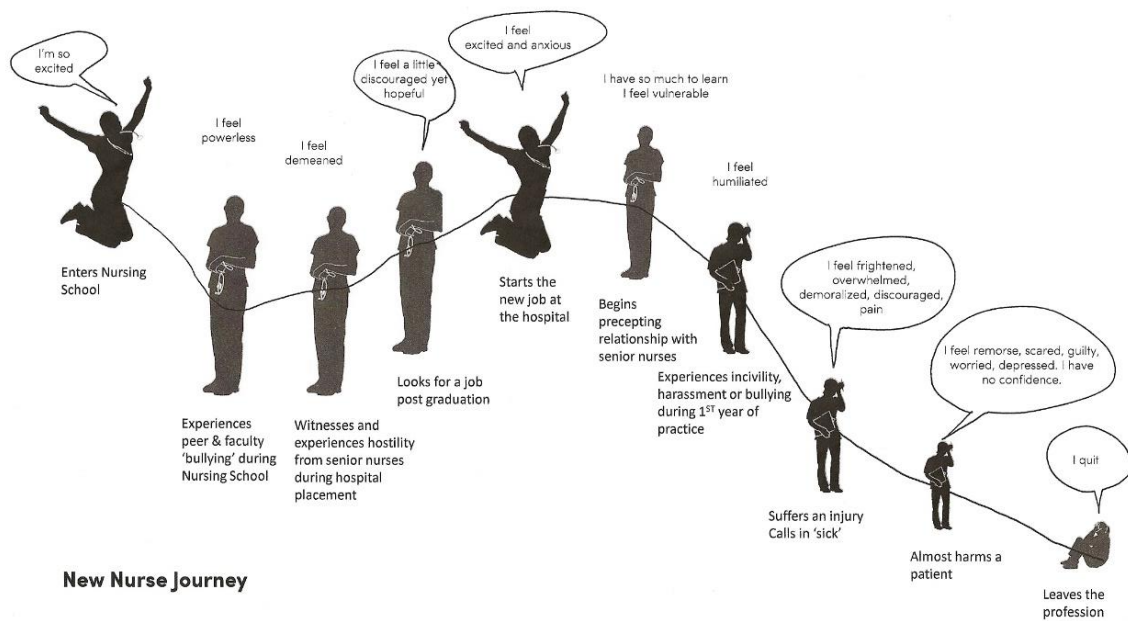 I'm so
excited
Enters Nursing
School
I feel
powerless
Experiences
peer & faculty
‘bullying’ during
Nursing School
I feel
demeaned
Witnesses and
experiences hostility
from senior nurses
during hospital
placement
I feel a little
discouraged yet
hopeful
Looks for a job
post graduation
I feel
excited and anxious
Starts the
new job at
the hospital
I have so much to learn
I feel vulnerable
Begins
precepting
relationship with
senior nurses
I feel
humiliated
Experiences incivility,
harassment or bullying
during 1ST year of
practice
I feel frightened,
overwhelmed,
demoralized, discouraged,
pain
Suffers an injury
Calls in ‘sick’
I feel remorse, scared, guilty,
worried, depressed. I have
no confidence.
Almost harms a
patient
I quit
Leaves the
profession
New Nurse Journey